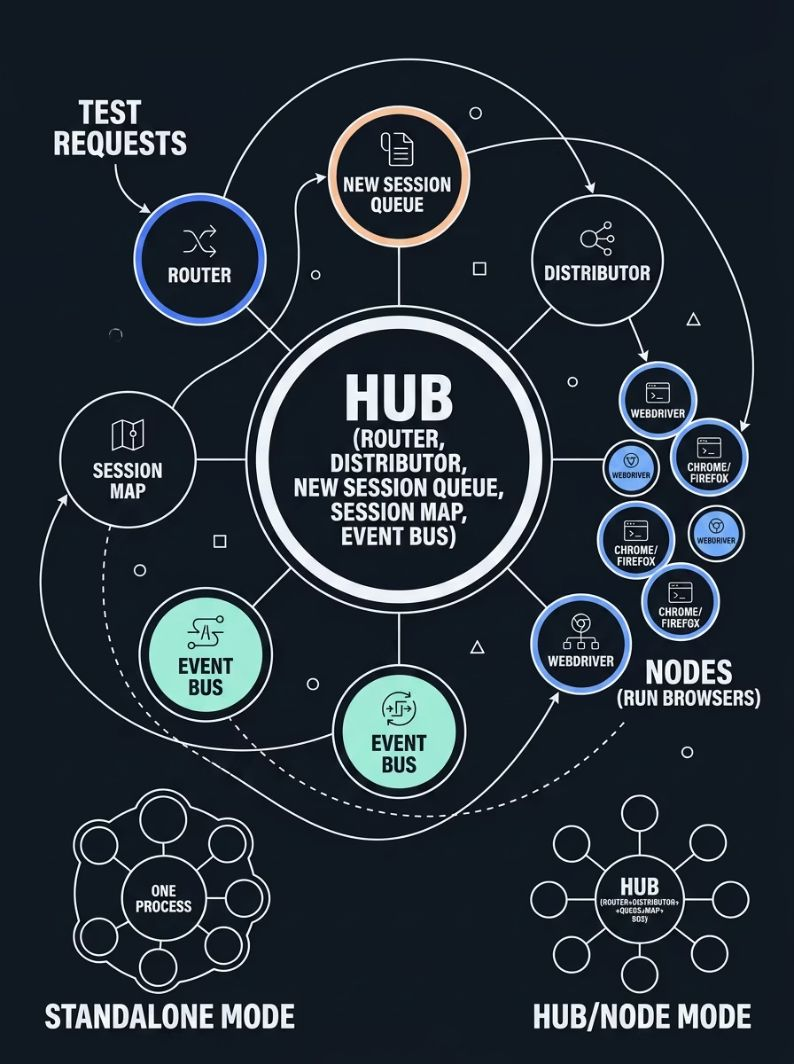 TEST
REQUESTS
NEW SESSION
QUEUE
ROUTER
DISTRIBUTOR
HUB
(ROUTER,
DISTRIBUTOR,
NEW SESSION QUEUE,
SESSION MAP,
EVENT BUS)
SESSION
MAP
WEBDRIVER
CHROME/
FIREFOX
WEBDRIVER
CHROME/
FIREFOX
WEBDRIVER
CHROME/
EVENT
BUS
WEBDRIVER
NODES
(RUN BROWSERS)
EVENT
BUS
ONE
PROCESS
HUB
STANDALONE MODE
HUB/NODE MODE